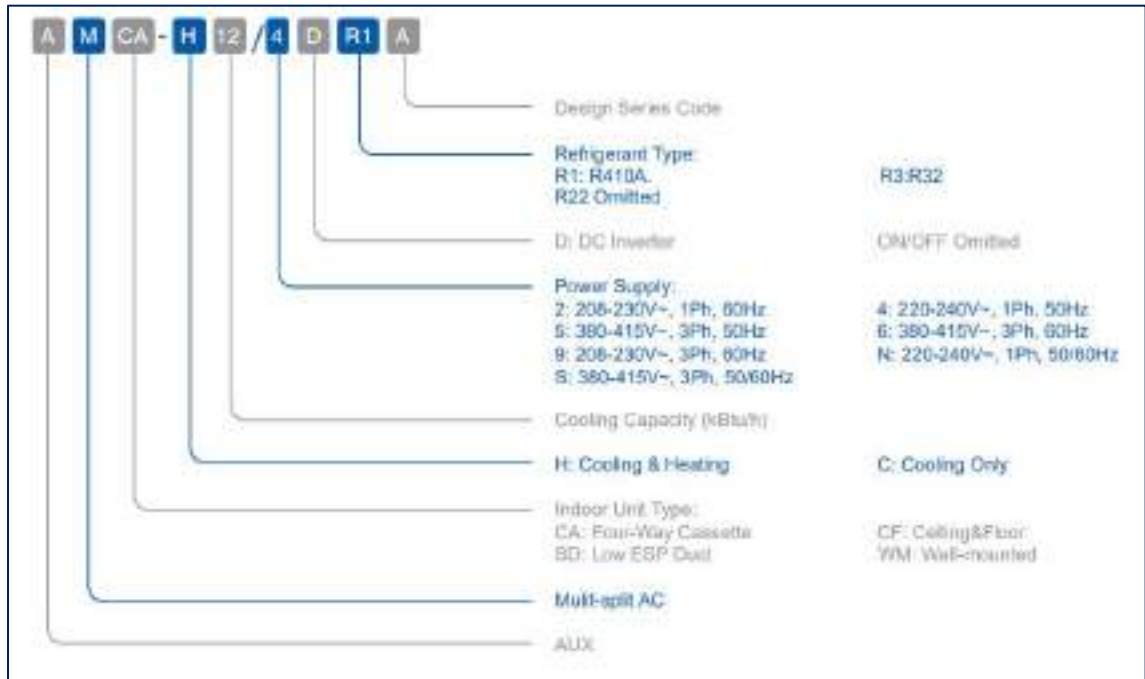 A M CA - H 12 / 4 D R1 A
Design Series Code
Refrigerant Type:
R1: R410A. R3:R32
R22 Omitted
D: DC Inverter ON/OFF Omitted
Power Supply:
2: 208-230V~, 1Ph, 60Hz 4: 220-240V~, 1Ph, 50Hz
5: 380-415V~, 3Ph, 50Hz 6: 380-415V~, 3Ph, 60Hz
9: 208-230V~, 3Ph, 60Hz N: 220-240V~, 1Ph, 50/60Hz
S: 380-415V~, 3Ph, 50/60Hz
Cooling Capacity (kBtu/h)
H: Cooling & Heating C: Cooling Only
Indoor Unit Type:
CA: Four-Way Cassette CF: Ceiling&Floor
SD: Low ESP Duct WM: Wall-mounted
Multi-split AC
AUX